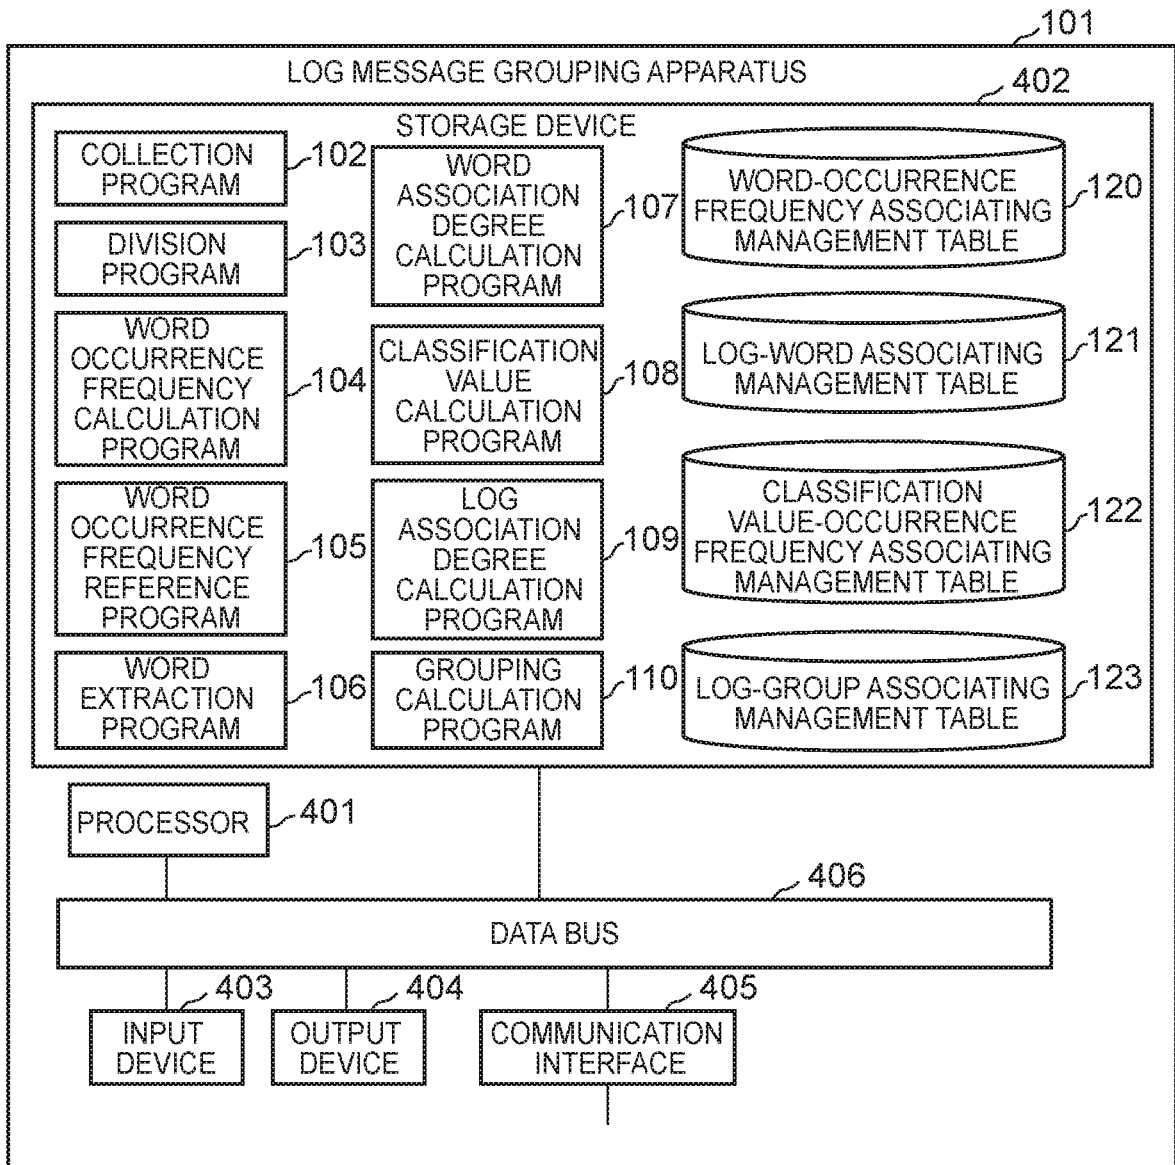 101
LOG MESSAGE GROUPING APPARATUS
402
STORAGE DEVICE
COLLECTION
PROGRAM
102
DIVISION
PROGRAM
103
WORD
OCCURRENCE
FREQUENCY
CALCULATION
PROGRAM
104
WORD
OCCURRENCE
FREQUENCY
REFERENCE
PROGRAM
105
WORD
EXTRACTION
PROGRAM
106
WORD
ASSOCIATION
DEGREE
CALCULATION
PROGRAM
107
CLASSIFICATION
VALUE
CALCULATION
PROGRAM
108
LOG
ASSOCIATION
DEGREE
CALCULATION
PROGRAM
109
GROUPING
CALCULATION
PROGRAM
110
WORD-OCCURRENCE
FREQUENCY ASSOCIATING
MANAGEMENT TABLE
120
LOG-WORD ASSOCIATING
MANAGEMENT TABLE
121
CLASSIFICATION
VALUE-OCCURRENCE
FREQUENCY ASSOCIATING
MANAGEMENT TABLE
122
LOG-GROUP ASSOCIATING
MANAGEMENT TABLE
123
PROCESSOR
401
406
DATA BUS
403
INPUT
DEVICE
404
OUTPUT
DEVICE
405
COMMUNICATION
INTERFACE